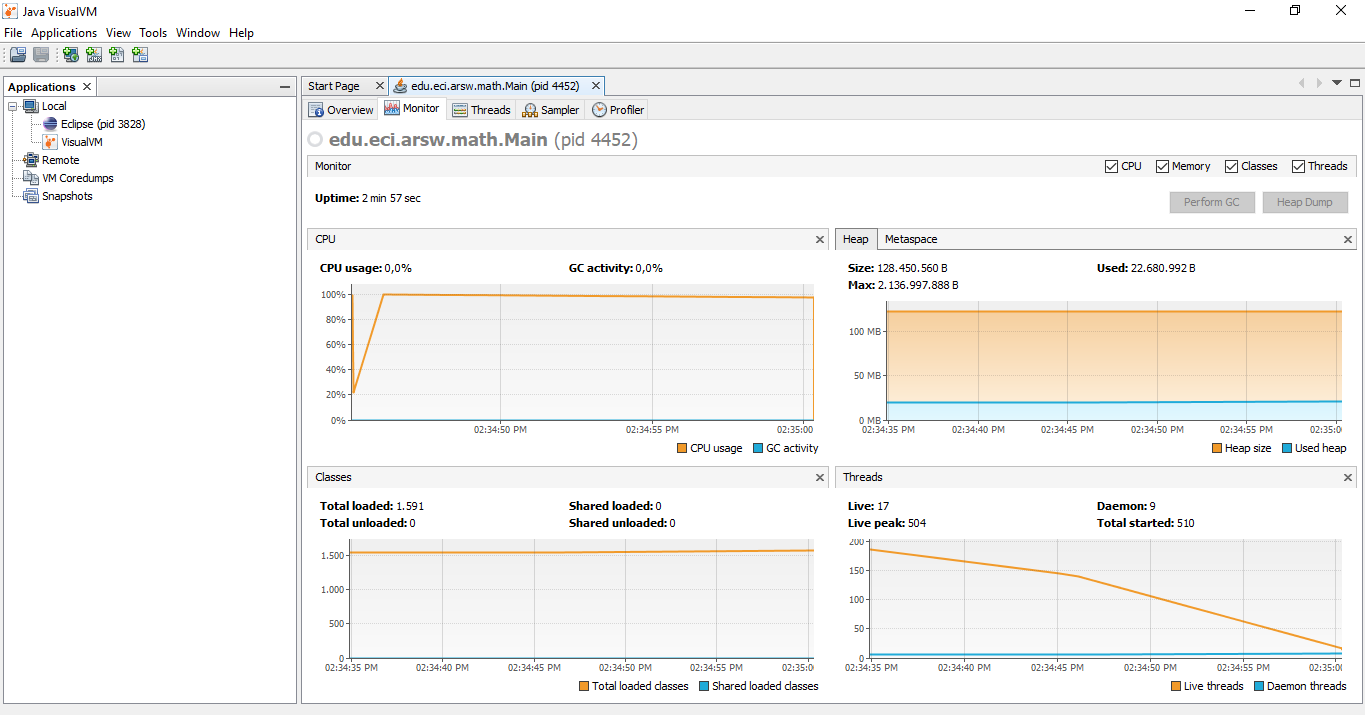 Java VisualVM
File Applications View Tools Window Help
Applications
Local
Eclipse (pid 3828)
VisualVM
Remote
VM Coredumps
Snapshots
Start Page
edu.eci.arsw.math.Main (pid 4452)
Overview Monitor Threads Sampler Profiler
edu.eci.arsw.math.Main (pid 4452)
Monitor
CPU Memory Classes Threads
Uptime: 2 min 57 sec
Perform GC Heap Dump
CPU
CPU usage: 0,0% GC activity: 0,0%
100%
80%
60%
40%
20%
0%
02:34:50 PM 02:34:55 PM 02:35:00
CPU usage GC activity
Heap Metaspace
Size: 128.450.560 B Used: 22.680.992 B
Max: 2.136.997.888 B
100 MB
50 MB
0 MB
02:34:35 PM 02:34:40 PM 02:34:45 PM 02:34:50 PM 02:34:55 PM 02:35:0
Heap size Used heap
Classes
Total loaded: 1.591 Shared loaded: 0
Total unloaded: 0 Shared unloaded: 0
1.500
1.000
500
0
02:34:35 PM 02:34:40 PM 02:34:45 PM 02:34:50 PM 02:34:55 PM 02:35:0
Total loaded classes Shared loaded classes
Threads
Live: 17 Daemon: 9
Live peak: 504 Total started: 510
200
150
100
50
0
02:34:35 PM 02:34:40 PM 02:34:45 PM 02:34:50 PM 02:34:55 PM 02:35:0
Live threads Daemon threads